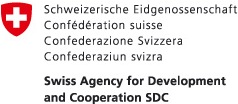 Schweizerische Eidgenossenschaft
Confédération suisse
Confederazione Svizzera
Confederaziun svizra
Swiss Agency for Development
and Cooperation SDC